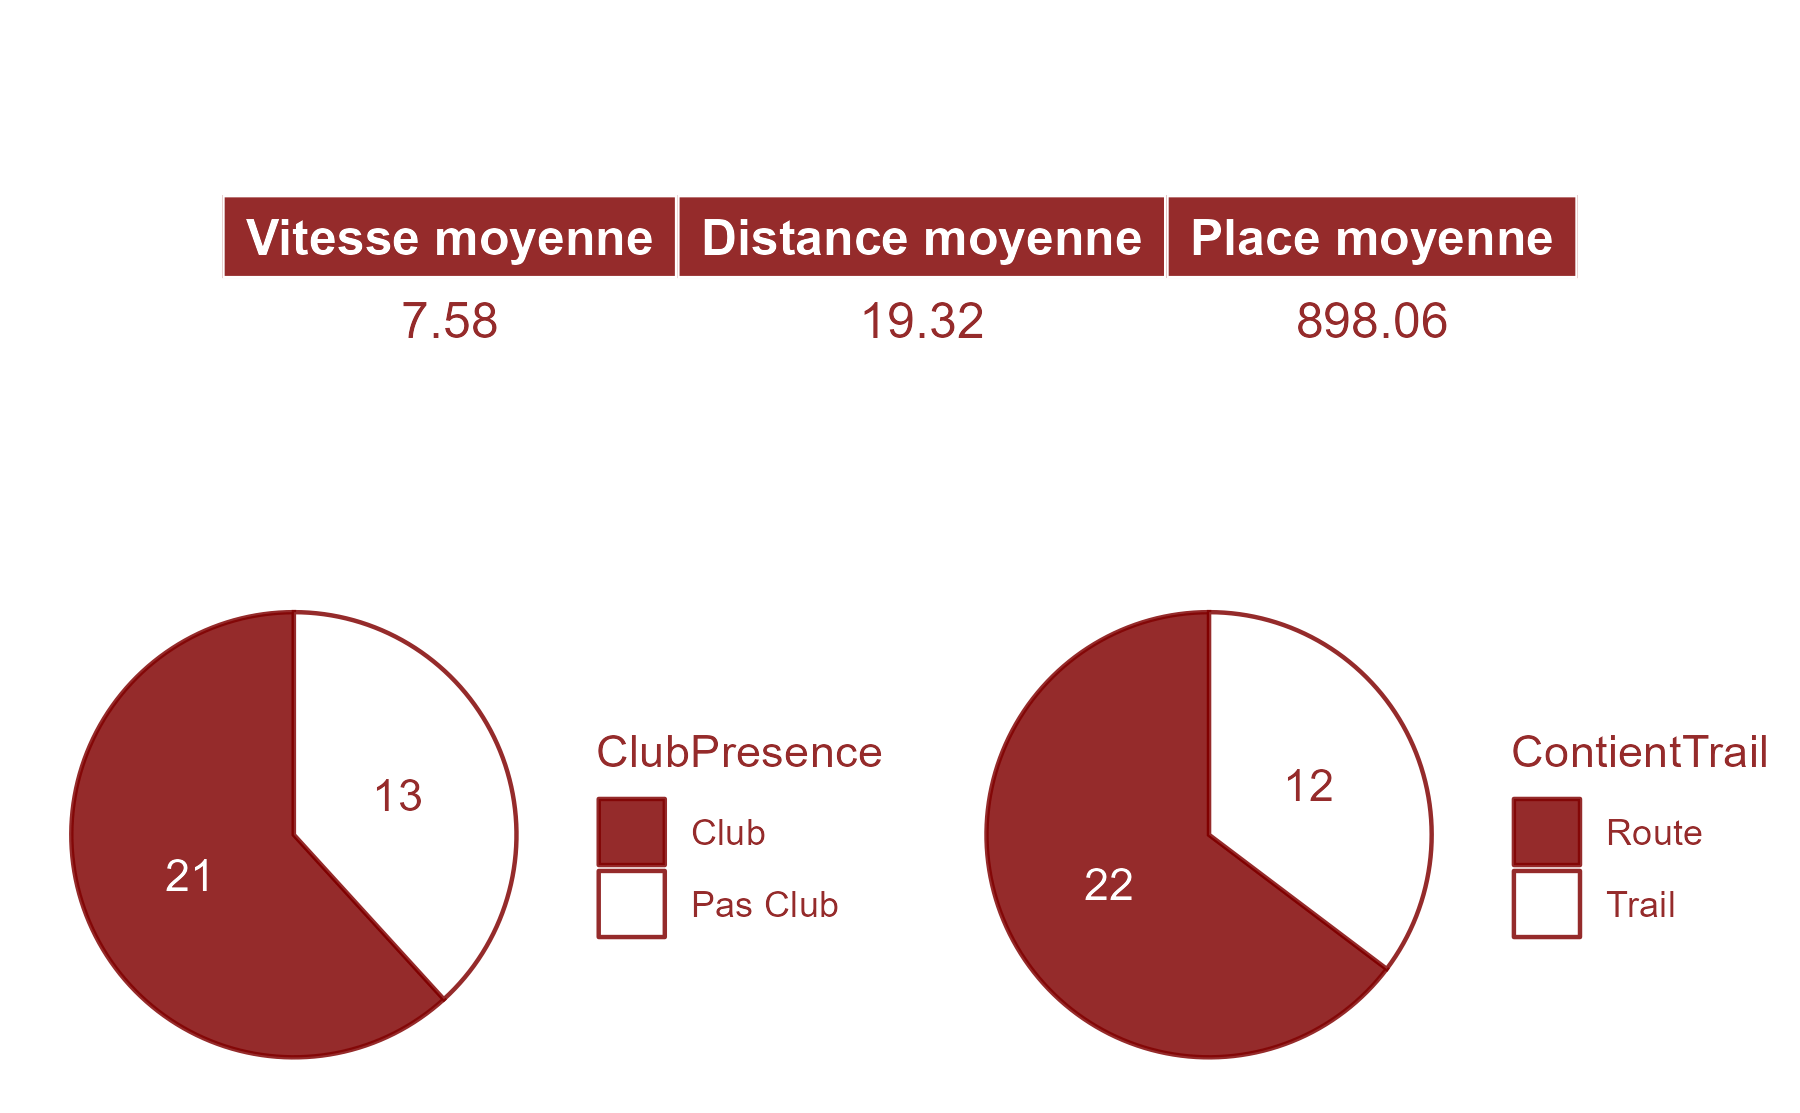 Vitesse moyenne Distance moyenne Place moyenne
7.58 19.32 898.06
21
13
ClubPresence
Club
Pas Club
22
12
ContientTrail
Route
Trail